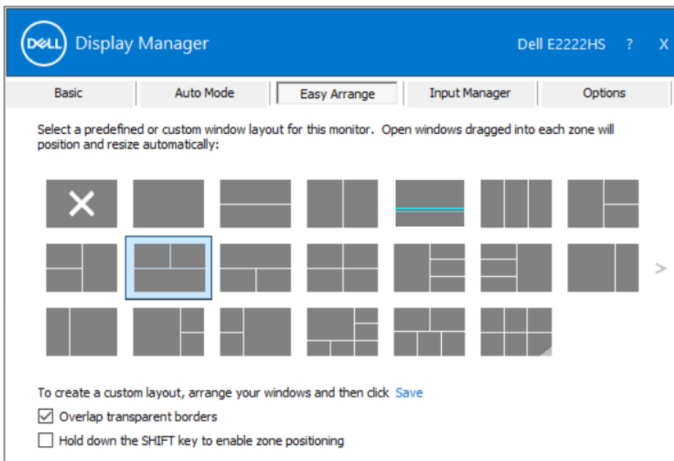 DELL Display Manager Dell E2222HS ? X
Basic Auto Mode Easy Arrange Input Manager Options
Select a predefined or custom window layout for this monitor. Open windows dragged into each zone will
position and resize automatically:
>
To create a custom layout, arrange your windows and then click Save
Overlap transparent borders
Hold down the SHIFT key to enable zone positioning